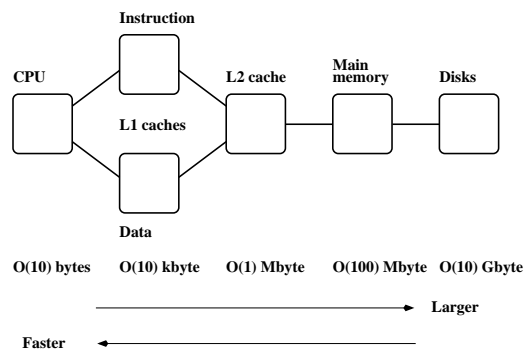 Instruction
CPU
L2 cache
Main
memory
Disks
L1 caches
Data
O(10) bytes
O(10) kbyte
O(1) Mbyte
O(100) Mbyte
O(10) Gbyte
Larger
Faster